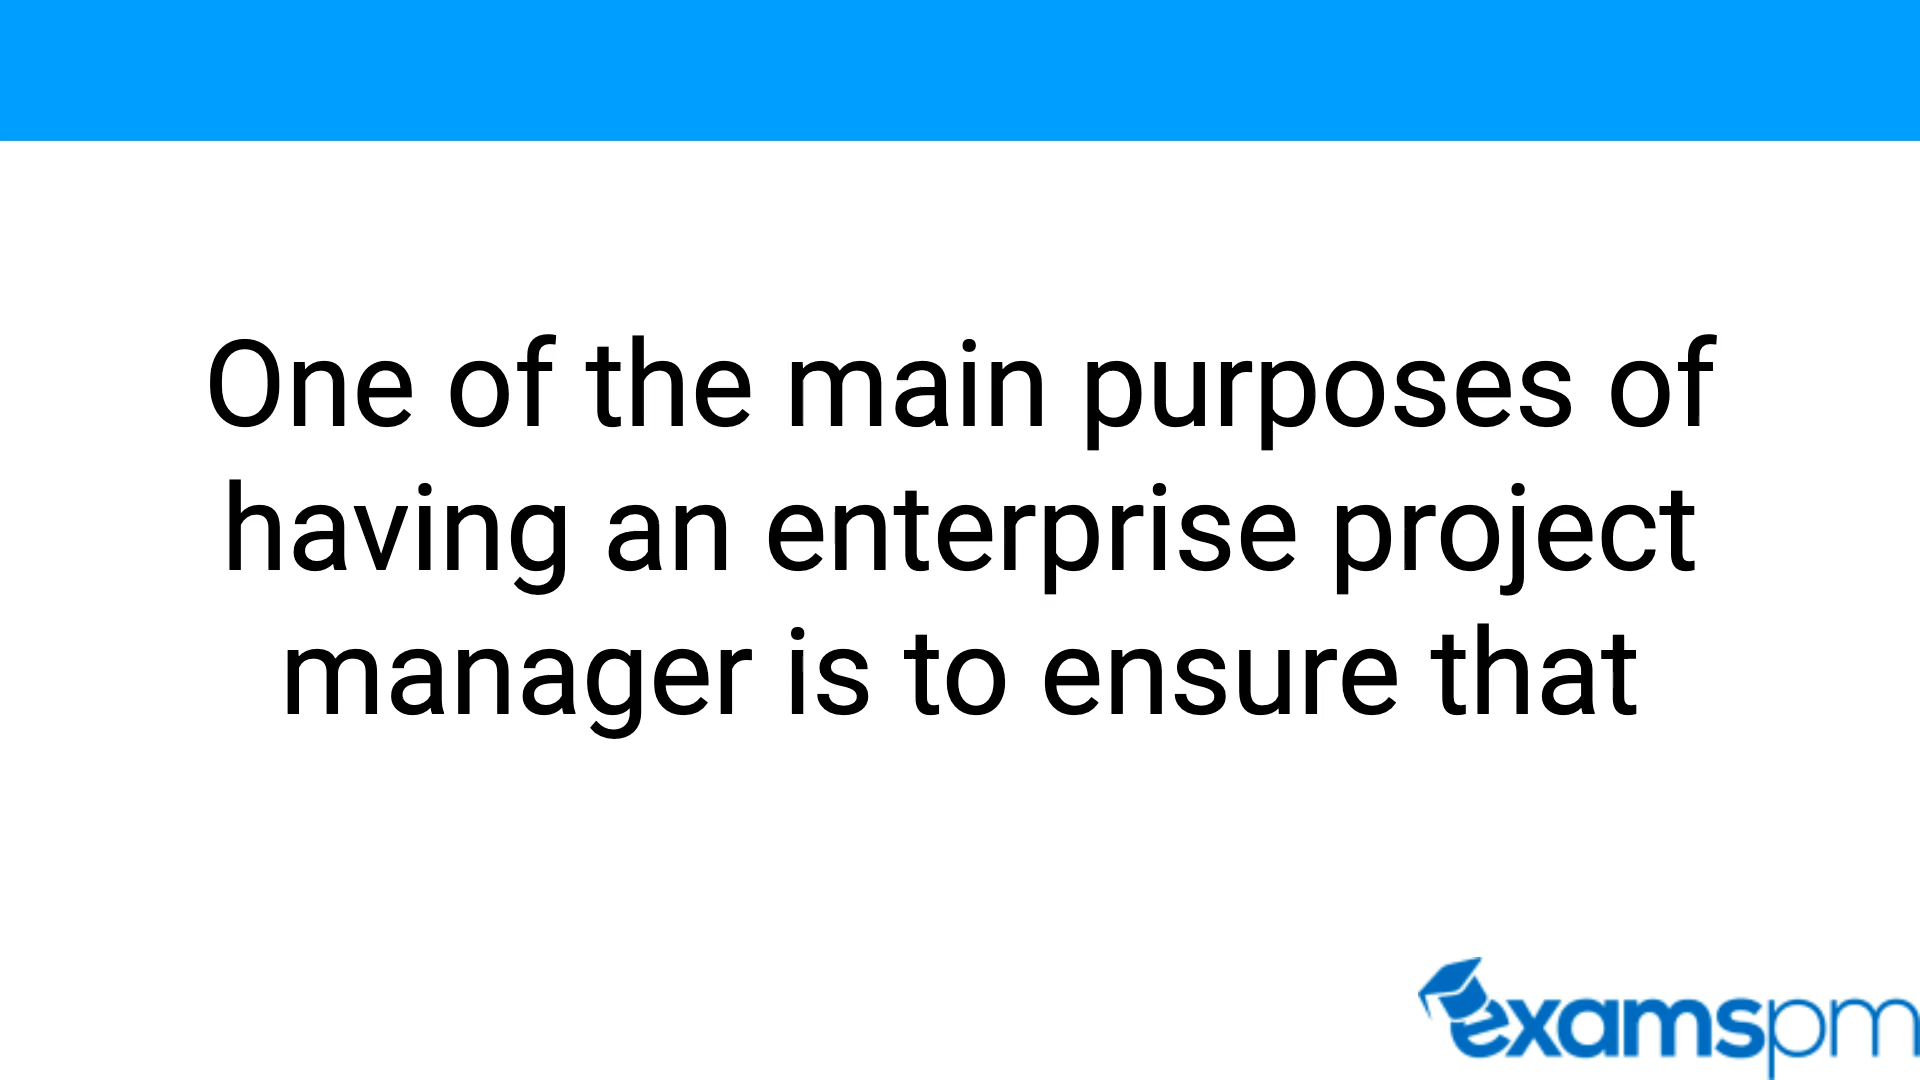 One of the main purposes of
having an enterprise project
manager is to ensure that
examspm